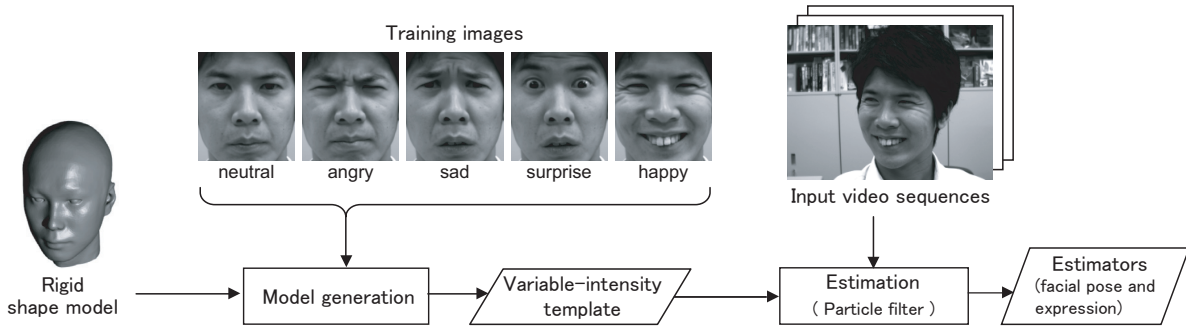 Training images
neutral
angry
sad
surprise
happy
Input video sequences
Rigid
shape model
Model generation
Variable-intensity
template
Estimation
( Particle filter )
Estimators
(facial pose and
expression)